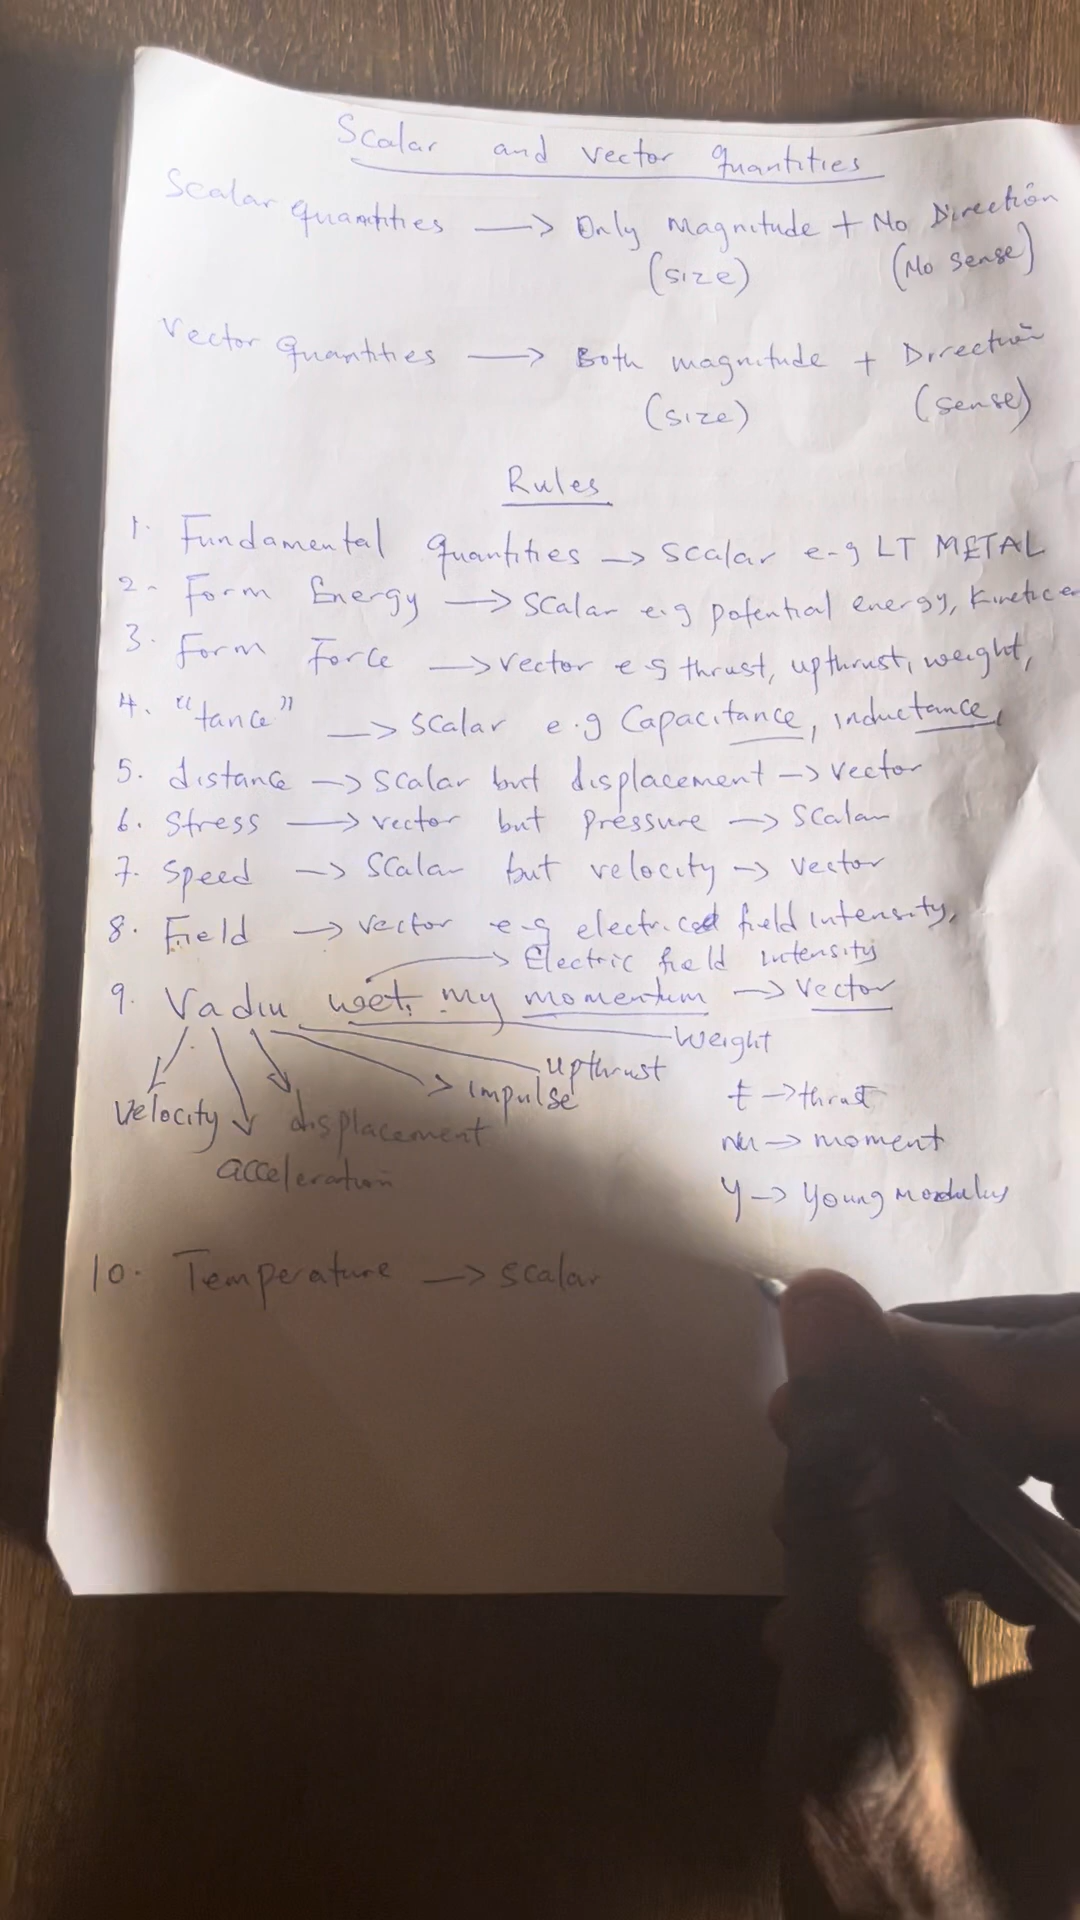 Scalar and vector quantities
Scalar quantities —> Only magnitude + No Direction
(size) (No sense)
Vector Quantities —> Both magnitude + Direction
(size) (sense)
Rules
1. Fundamental quantities —> scalar e-g LT METAL
2- Form Energy —> scalar e.g potential energy, Kinetic en
3. Form Force —> vector e g thrust, upthrust, weight,
4. "tance" —> scalar e.g Capacitance, inductance,
5. distance —> scalar but displacement —> vector
6. Stress —> vector but pressure —> scalar
7. Speed —> Scalar but velocity —> vector
8. Field —> vector e-g electrical field intensity,
—> Electric field intensity
9. Vadiu wet. my momentum —> vector
Weight
upthrust
impulse
Velocity displacement
acceleration
t —> thrust
m —> moment
Y —> Young modulus
10. Temperature —> scalar